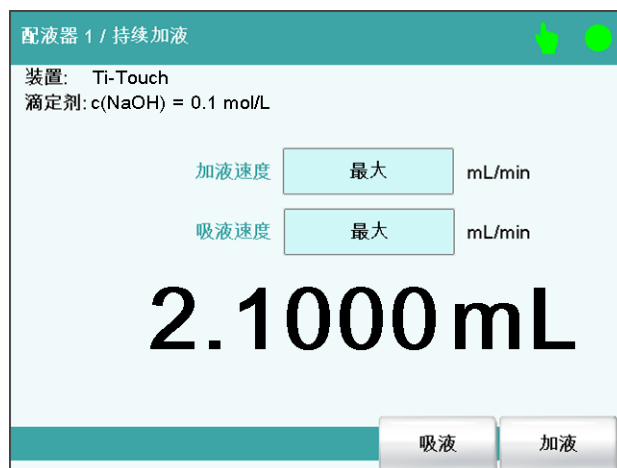 配液器 1 / 持续加液
装置: Ti-Touch
滴定剂: c(NaOH) = 0.1 mol/L
加液速度 最大 mL/min
吸液速度 最大 mL/min
2.1000 mL
吸液 加液